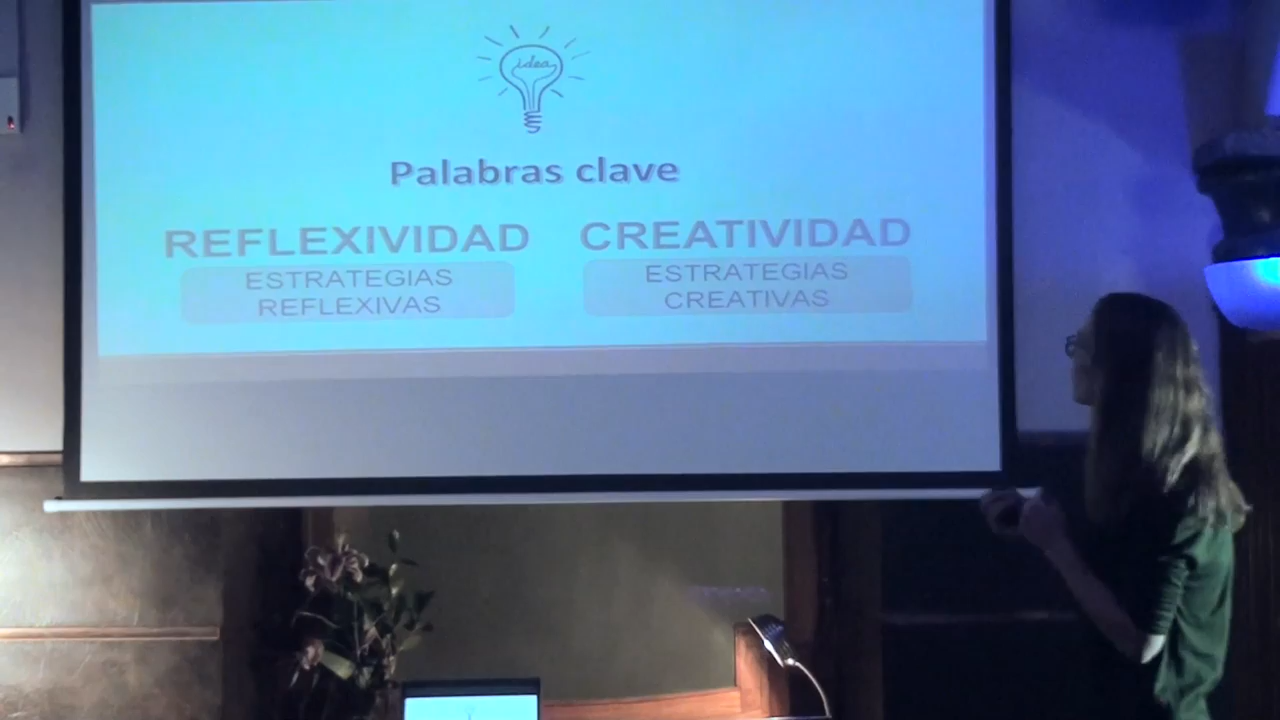 idea
Palabras clave
REFLEXIVIDAD
ESTRATEGIAS
REFLEXIVAS
CREATIVIDAD
ESTRATEGIAS
CREATIVAS